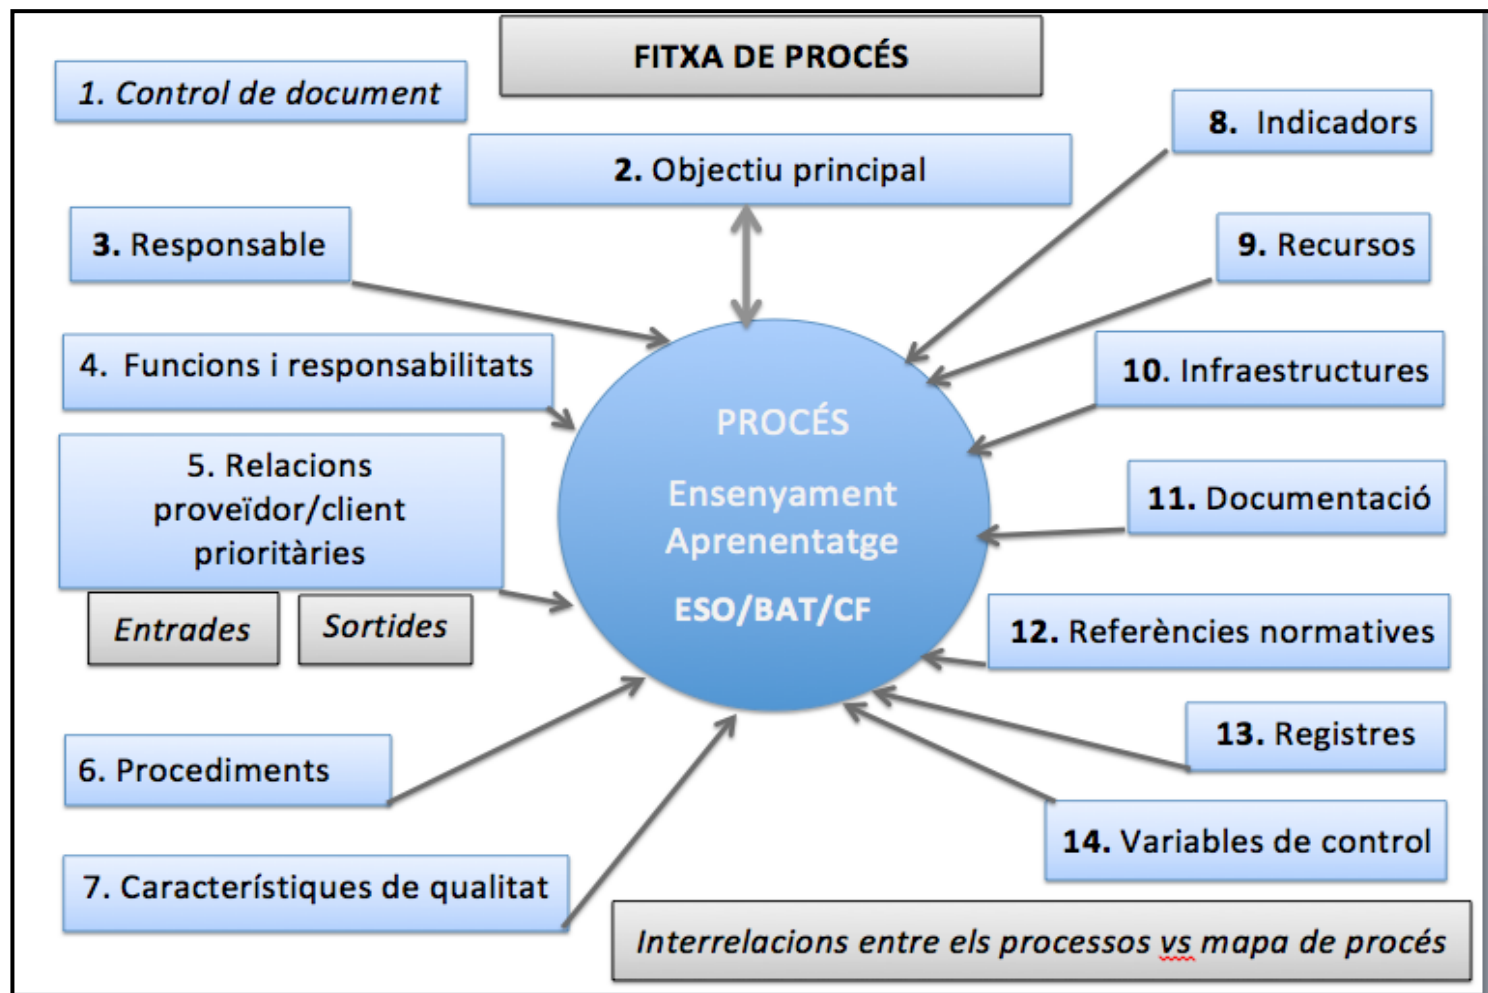 FITXA DE PROCÉS
1. Control de document
2. Objectiu principal
3. Responsable
4. Funcions i responsabilitats
5. Relacions
proveïdor/client
prioritàries
Entrades
Sortides
6. Procediments
7. Característiques de qualitat
PROCÉS
Ensenyament
Aprenentatge
ESO/BAT/CF
8. Indicadors
9. Recursos
10. Infraestructures
11. Documentació
12. Referències normatives
13. Registres
14. Variables de control
Interrelacions entre els processos vs mapa de procés